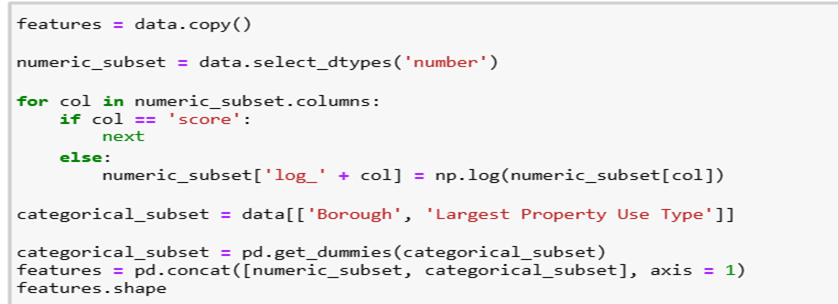 features = data.copy()
numeric_subset = data.select_dtypes('number')
for col in numeric_subset.columns:
    if col == 'score':
        next
    else:
        numeric_subset['log_' + col] = np.log(numeric_subset[col])
categorical_subset = data[['Borough', 'Largest Property Use Type']]
categorical_subset = pd.get_dummies(categorical_subset)
features = pd.concat([numeric_subset, categorical_subset], axis = 1)
features.shape